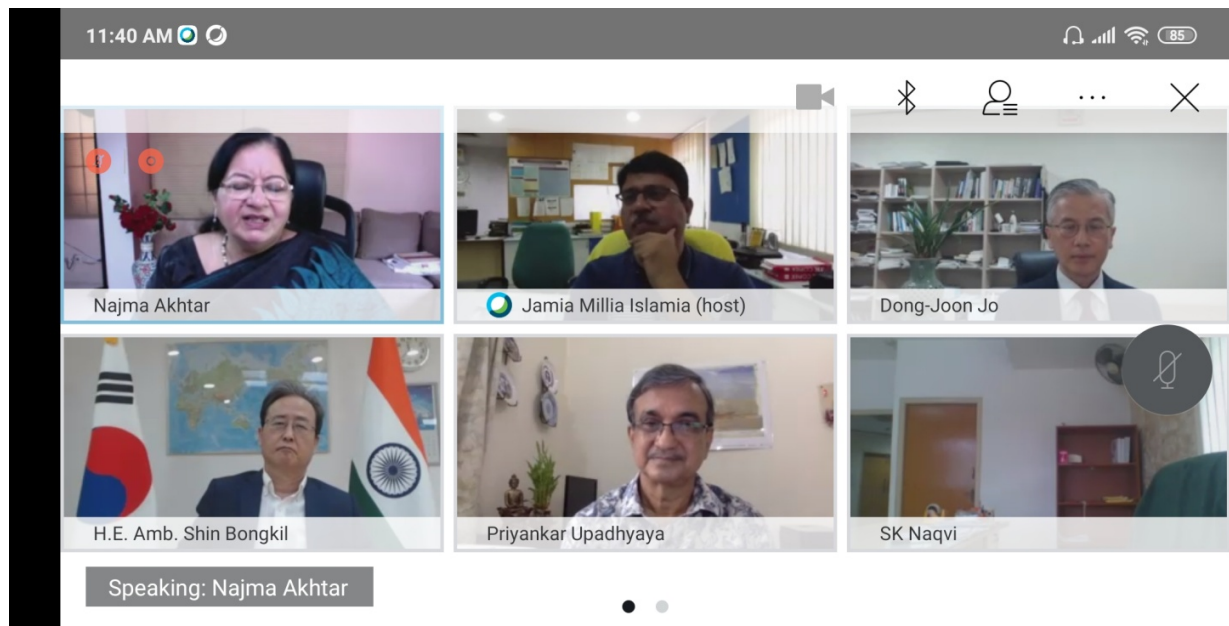 11:40 AM
85
Najma Akhtar
Jamia Millia Islamia (host)
Dong-Joon Jo
H.E. Amb. Shin Bongkil
Priyankar Upadhyaya
SK Naqvi
Speaking: Najma Akhtar